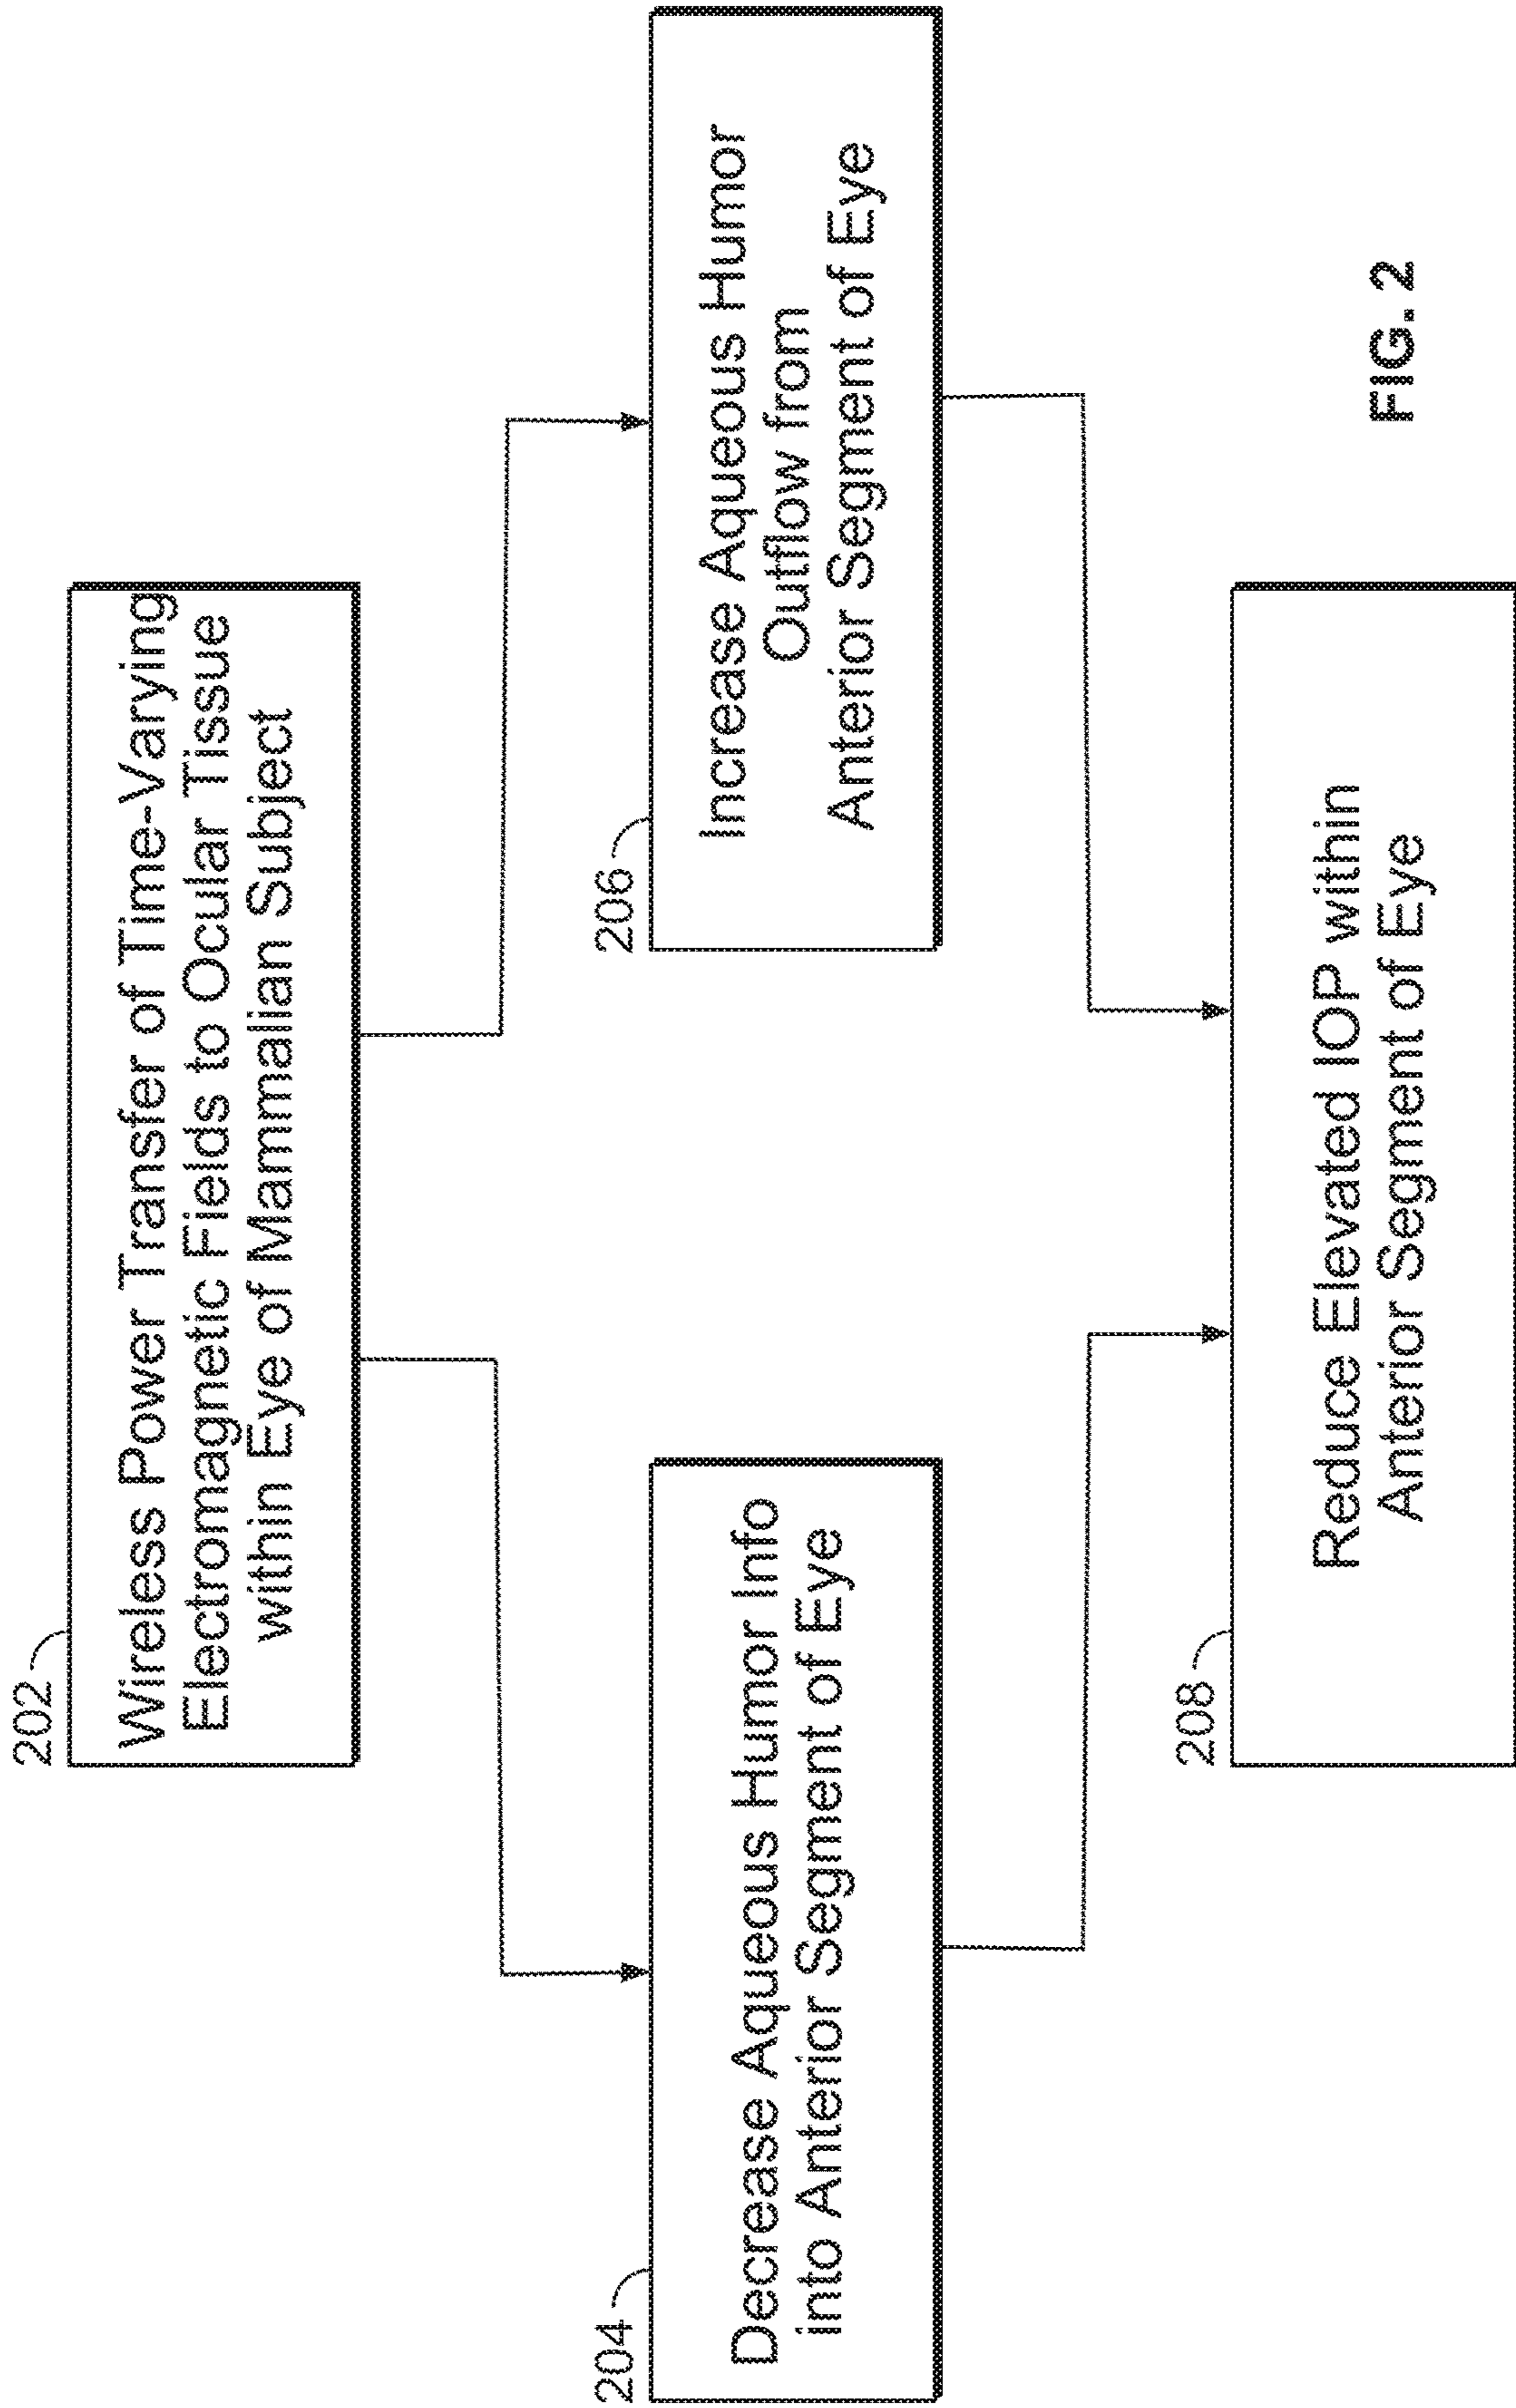 202
Wireless Power Transfer of Time-Varying
Electromagnetic Fields to Ocular Tissue
within Eye of Mammalian Subject
204
Decrease Aqueous Humor Info
into Anterior Segment of Eye
206
Increase Aqueous Humor
Outflow from
Anterior Segment of Eye
208
Reduce Elevated IOP within
Anterior Segment of Eye
FIG. 2